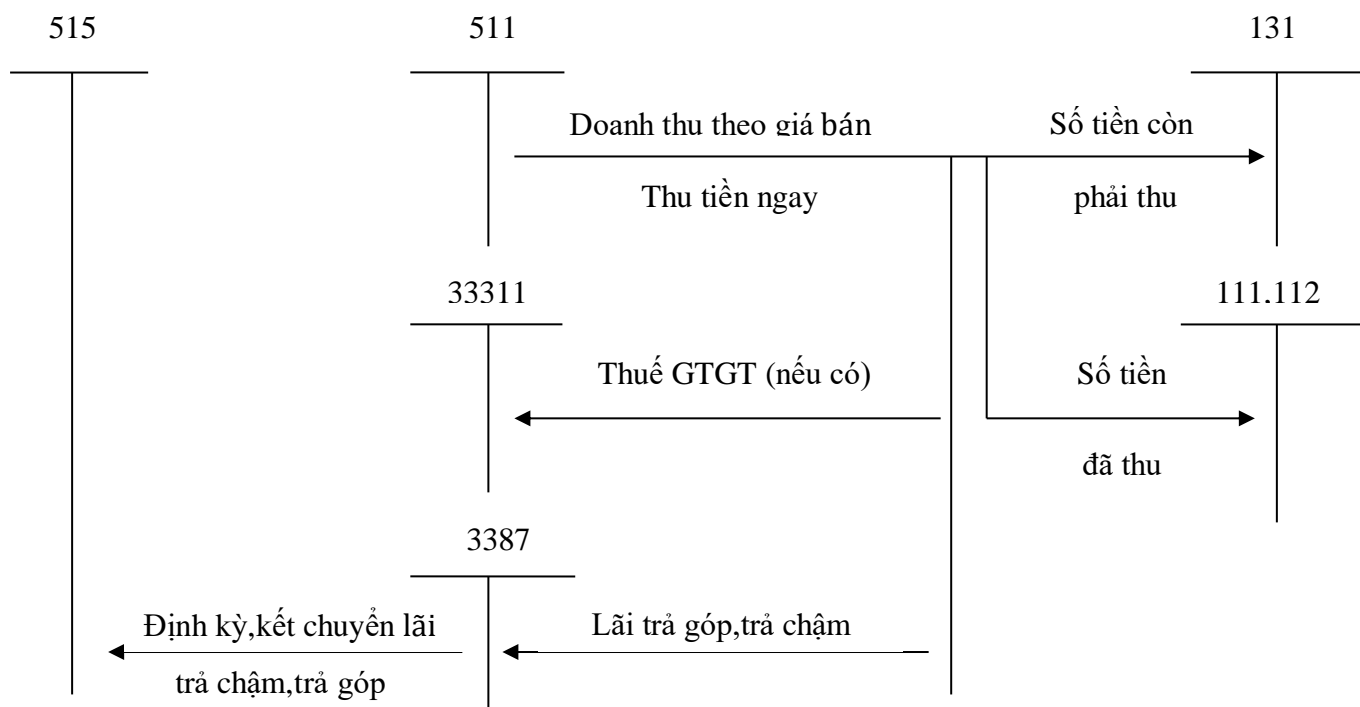 515
511
131
Doanh thu theo giá bán
Số tiền còn
Thu tiền ngay
phải thu
33311
111,112
Thuế GTGT (nếu có)
Số tiền
đã thu
3387
Định kỳ,kết chuyển lãi
Lãi trả góp,trả chậm
trả chậm,trả góp